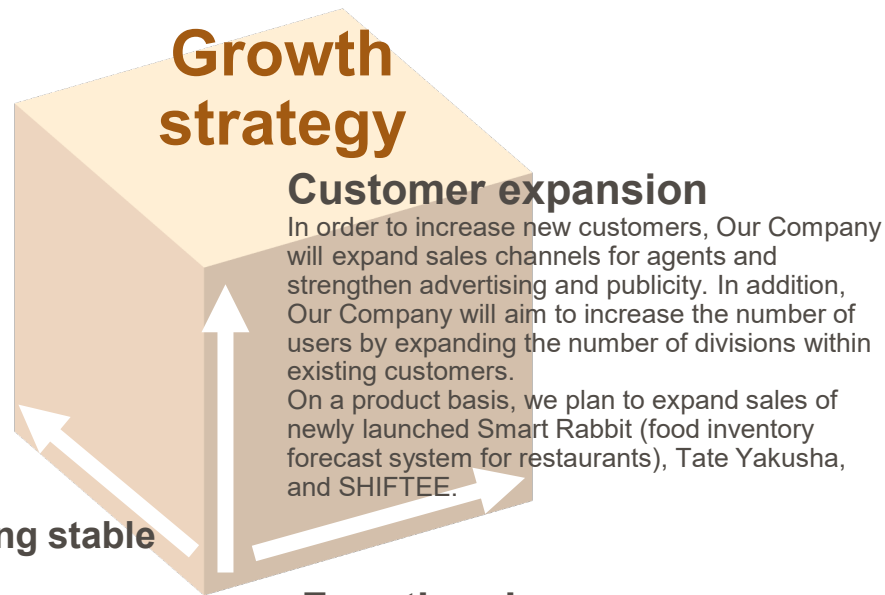 Growth
strategy
Customer expansion
In order to increase new customers, Our Company
will expand sales channels for agents and
strengthen advertising and publicity. In addition,
Our Company will aim to increase the number of
users by expanding the number of divisions within
existing customers.
On a product basis, we plan to expand sales of
newly launched Smart Rabbit (food inventory
forecast system for restaurants), Tate Yakusha,
and SHIFTEE.
stable